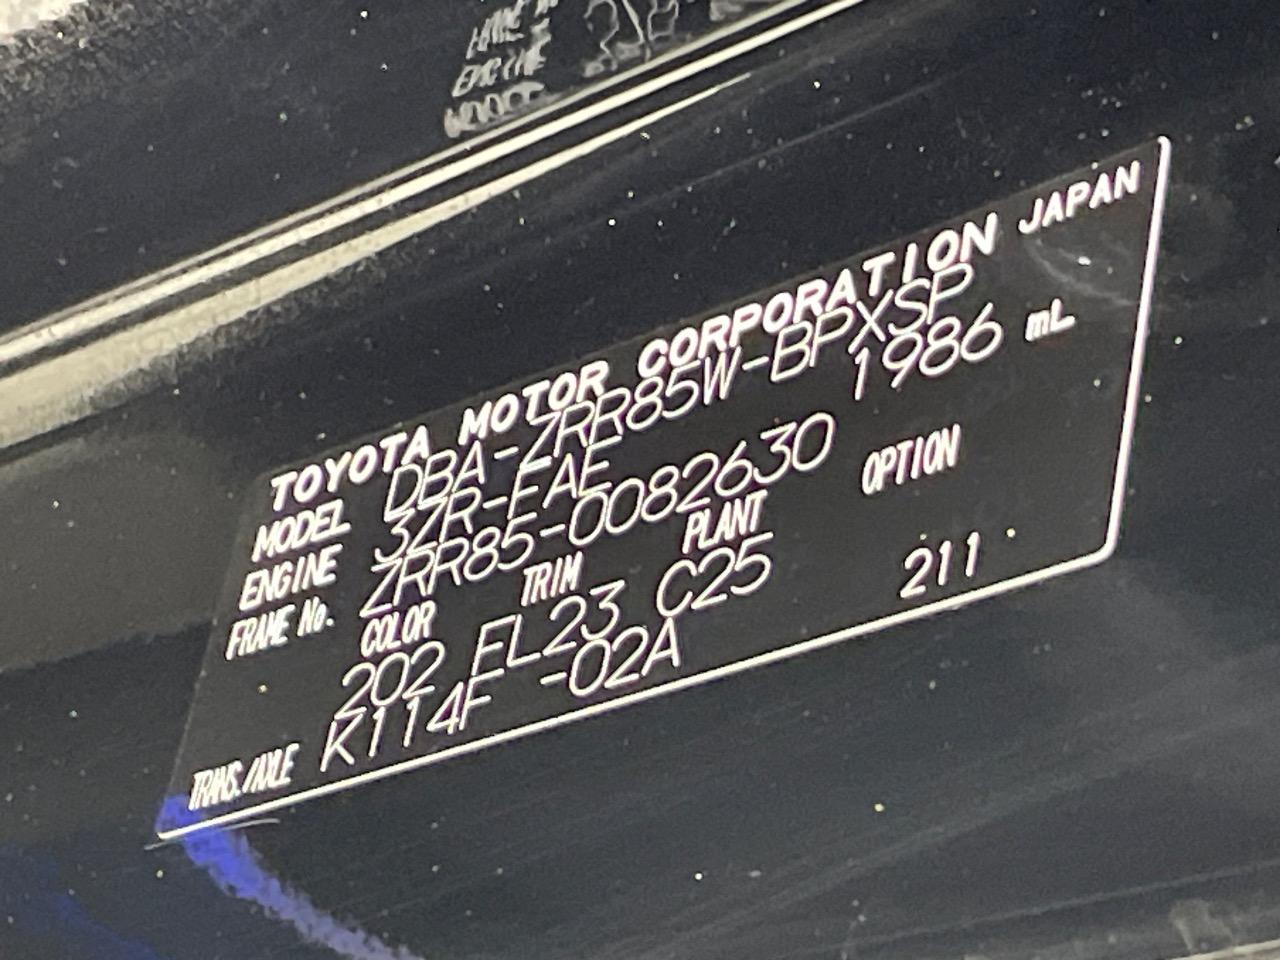 TOYOTA MOTOR CORPORATION JAPAN
MODEL DBA-ZRR85W-BPXSP
ENGINE 3ZR-FAE 1986 mL
FRAME No. ZRR85-0082630
COLOR TRIM PLANT OPTION
202 EL23 C25 211
TRANS./AXLE K114F -02A